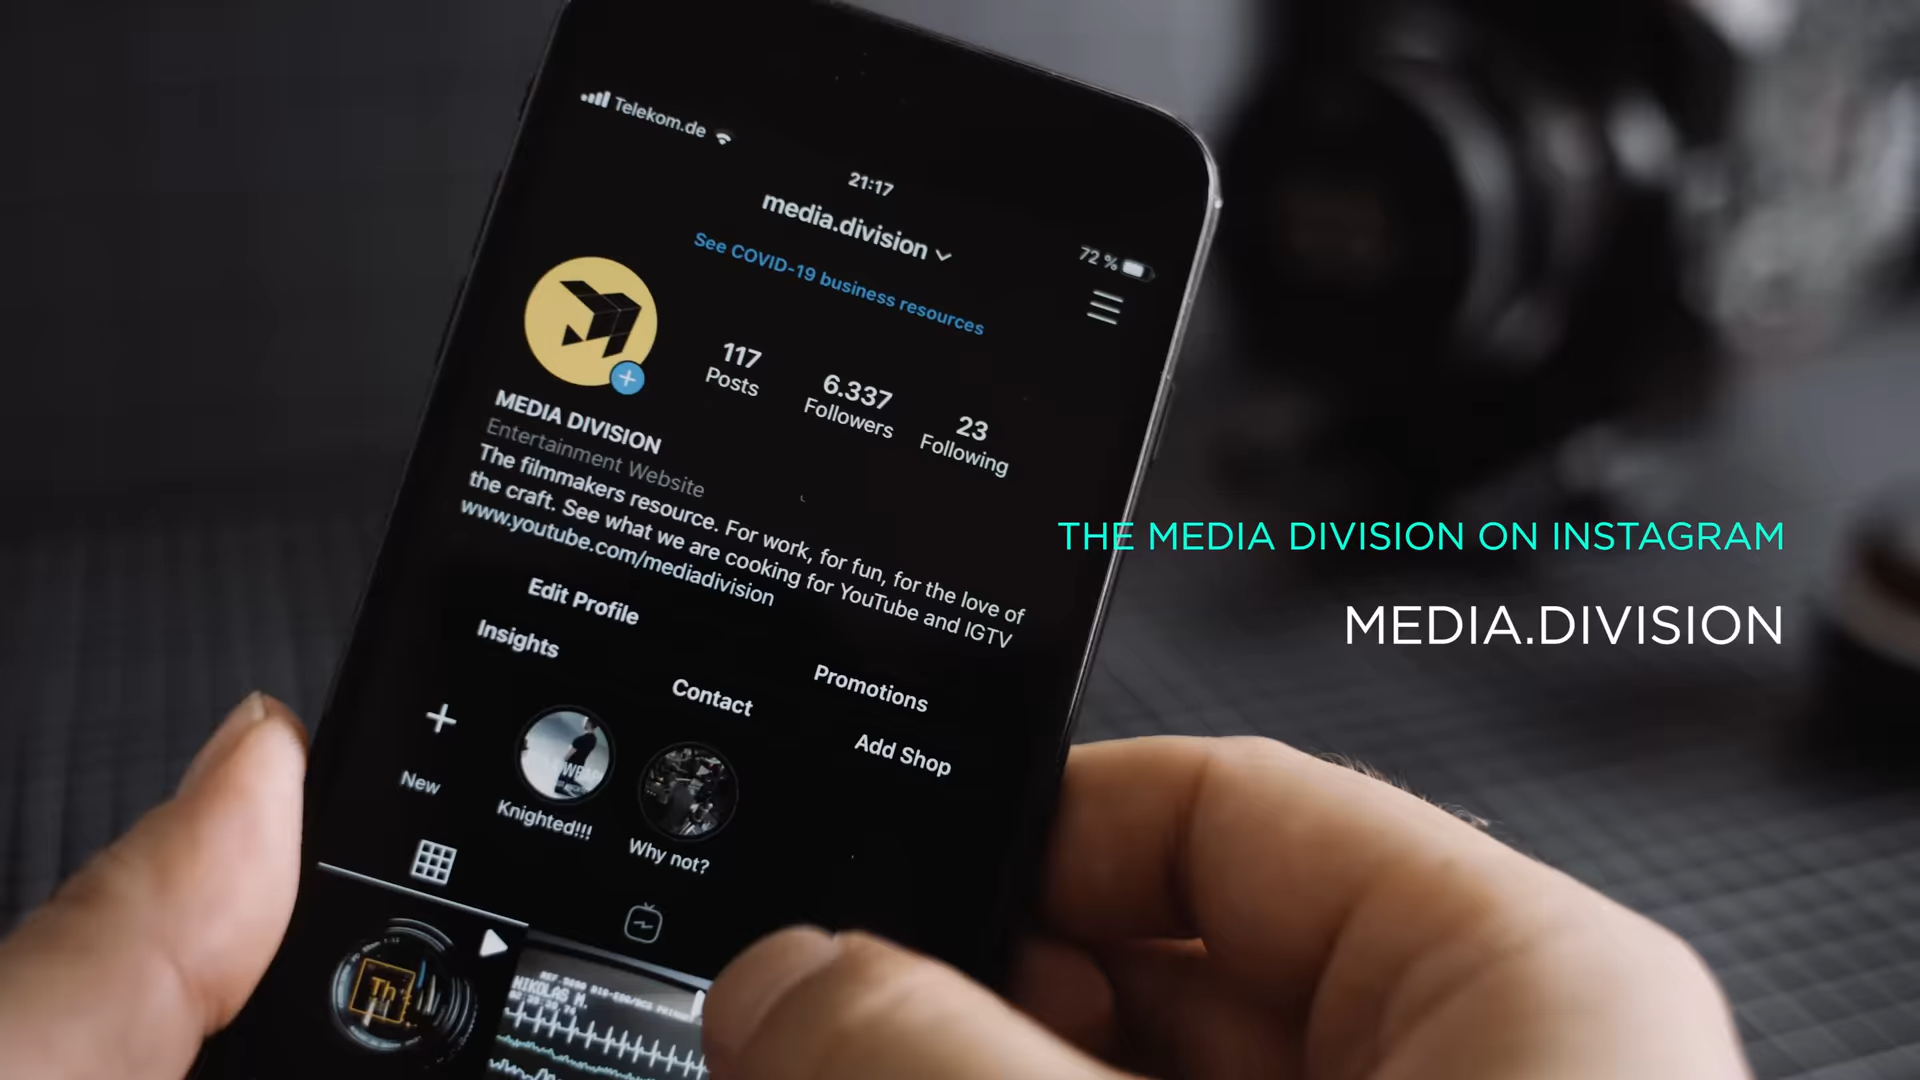 Telekom.de
21:17
72 %
media.division
See COVID-19 business resources
117
Posts
6.337
Followers
23
Following
MEDIA DIVISION
Entertainment Website
The filmmakers resource. For work, for fun, for the love of
the craft. See what we are cooking for YouTube and IGTV
www.youtube.com/mediadivision
Edit Profile
Insights
Promotions
Contact
Add Shop
New
Knighted!!!
Why not?
Th
NIKOLAS M.
THE MEDIA DIVISION ON INSTAGRAM
MEDIA.DIVISION